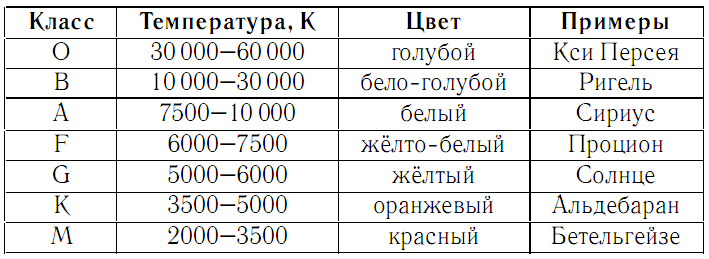 Класс Температура, К Цвет Примеры
O 30 000—60 000 голубой Кси Персея
B 10 000—30 000 бело-голубой Ригель
A 7500—10 000 белый Сириус
F 6000—7500 жёлто-белый Процион
G 5000—6000 жёлтый Солнце
K 3500—5000 оранжевый Альдебаран
M 2000—3500 красный Бетельгейзе